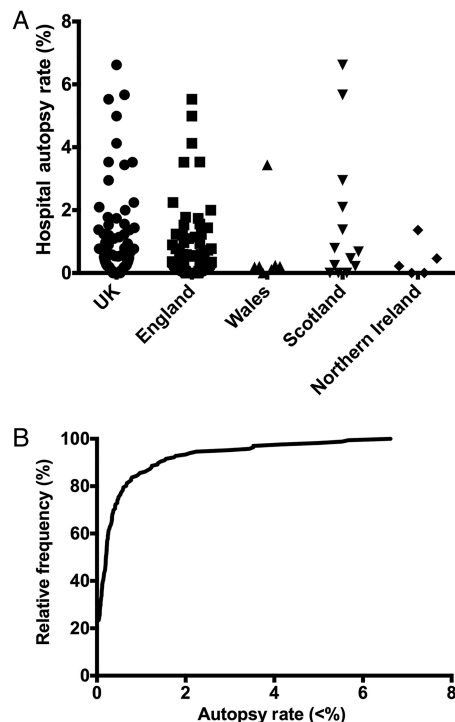 A
Hospital autopsy rate (%)
8
6
4
2
0
UK
England
Wales
Scotland
Northern Ireland
B
Relative frequency (%)
100
80
60
40
20
0
0 2 4 6 8
Autopsy rate (<%)